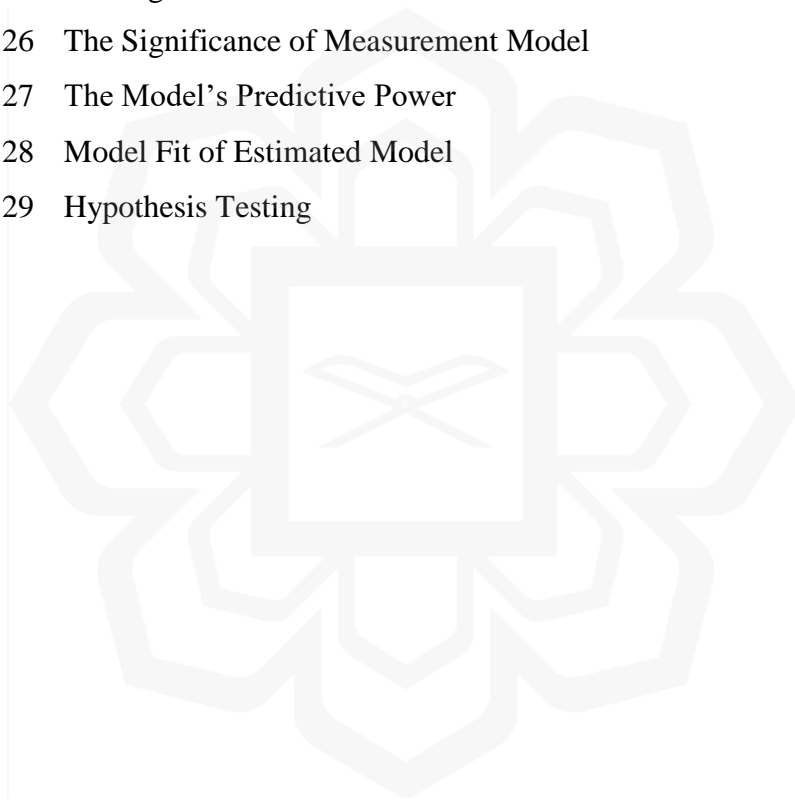 26 The Significance of Measurement Model
27 The Model's Predictive Power
28 Model Fit of Estimated Model
29 Hypothesis Testing